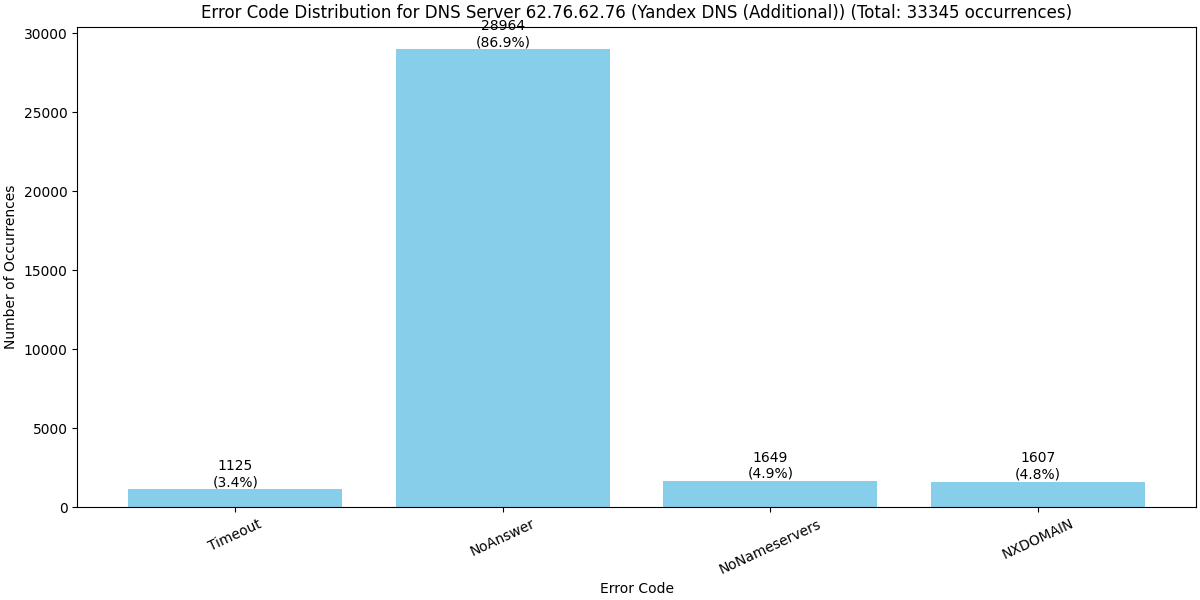 Error Code Distribution for DNS Server 62.76.62.76 (Yandex DNS (Additional)) (Total: 33345 occurrences)
Number of Occurrences
30000
25000
20000
15000
10000
5000
0
1125
(3.4%)
28964
(86.9%)
1649
(4.9%)
1607
(4.8%)
Timeout
NoAnswer
NoNameservers
NXDOMAIN
Error Code